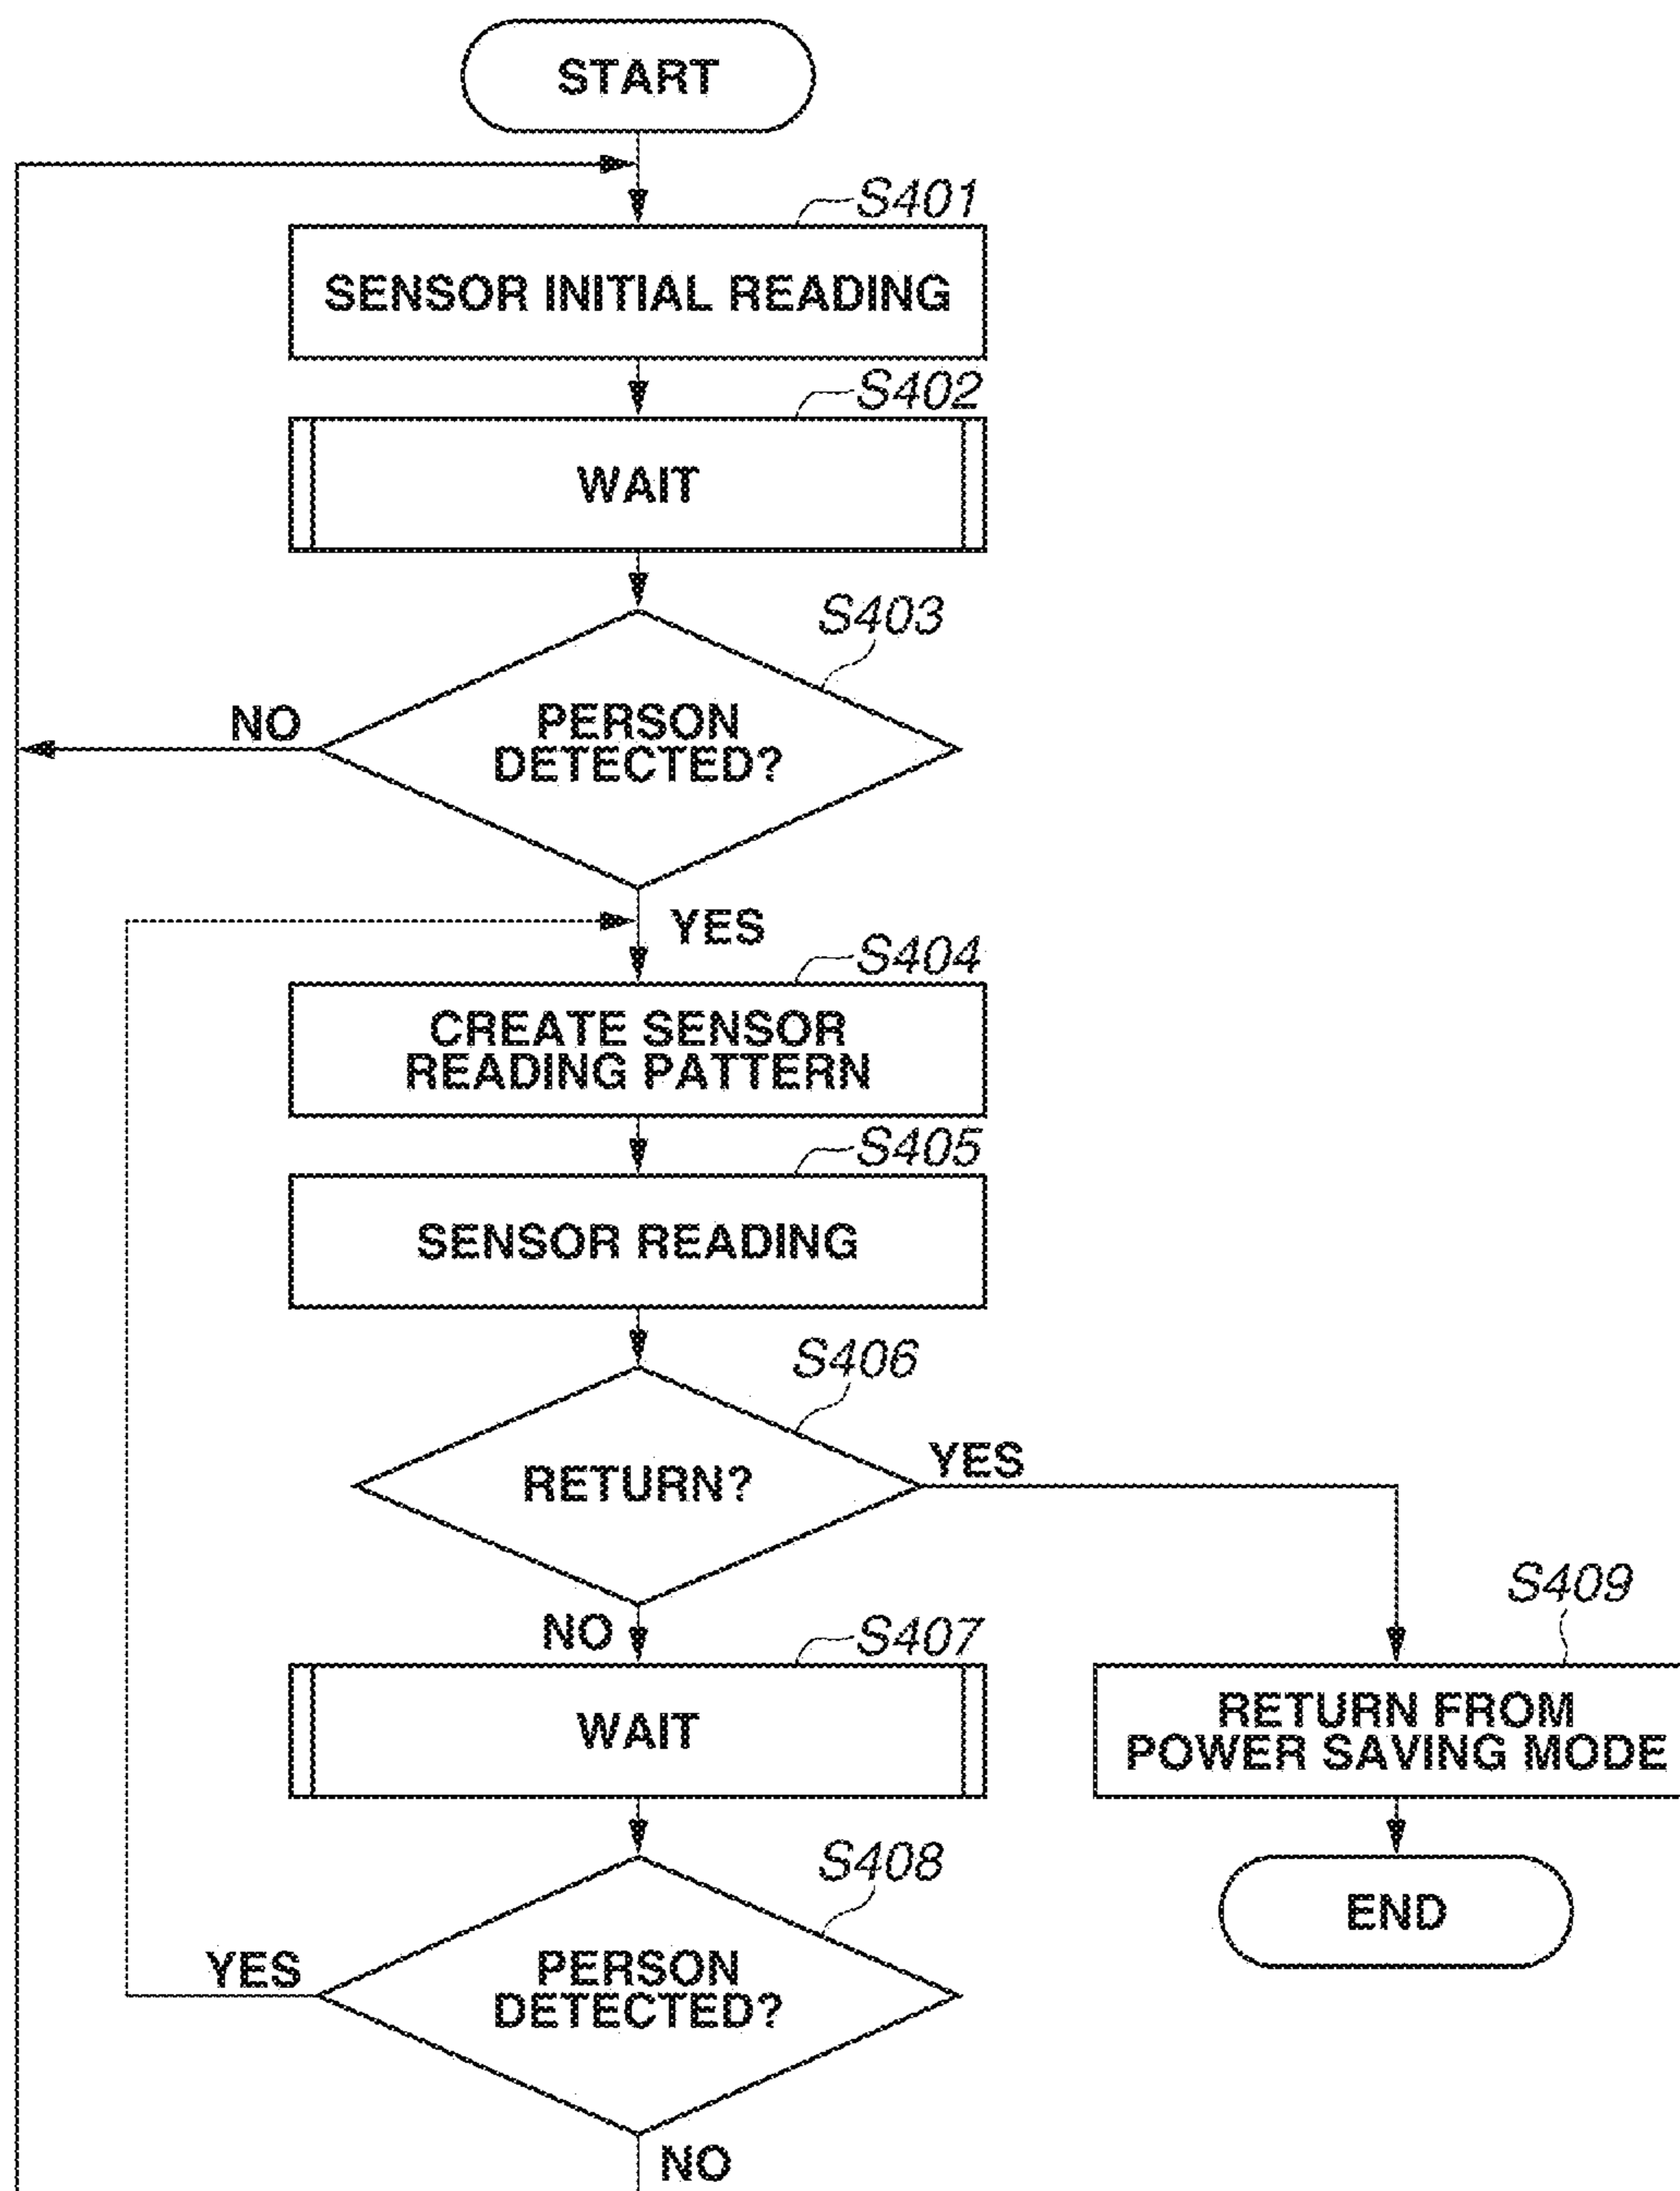 START
S401
SENSOR INITIAL READING
S402
WAIT
S403
PERSON
DETECTED?
NO
YES
S404
CREATE SENSOR
READING PATTERN
S405
SENSOR READING
S406
RETURN?
YES
NO
S407
WAIT
S409
RETURN FROM
POWER SAVING MODE
S408
PERSON
DETECTED?
YES
NO
END